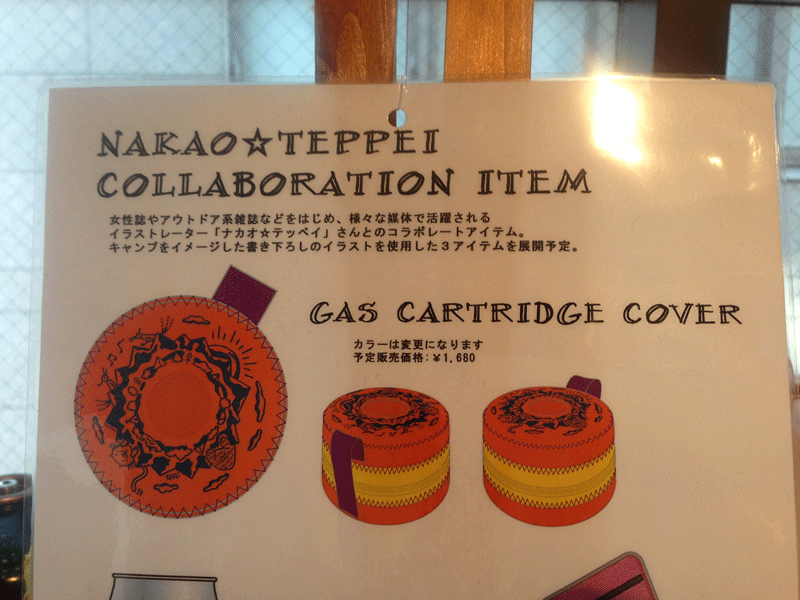 NAKAO☆TEPPEI
COLLABORATION ITEM
女性誌やアウトドア系雑誌などをはじめ、様々な媒体で活躍される
イラストレーター「ナカオ☆テッペイ」さんとのコラボレートアイテム。
キャンプをイメージした書き下ろしのイラストを使用した3アイテムを展開予定。
GAS CARTRIDGE COVER
カラーは変更になります
予定販売価格：¥1,680